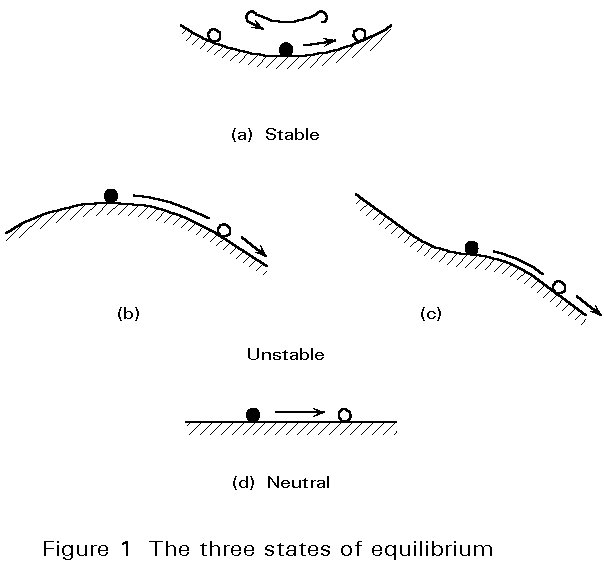 (a) Stable
(b)
(c)
Unstable
(d) Neutral
Figure 1 The three states of equilibrium